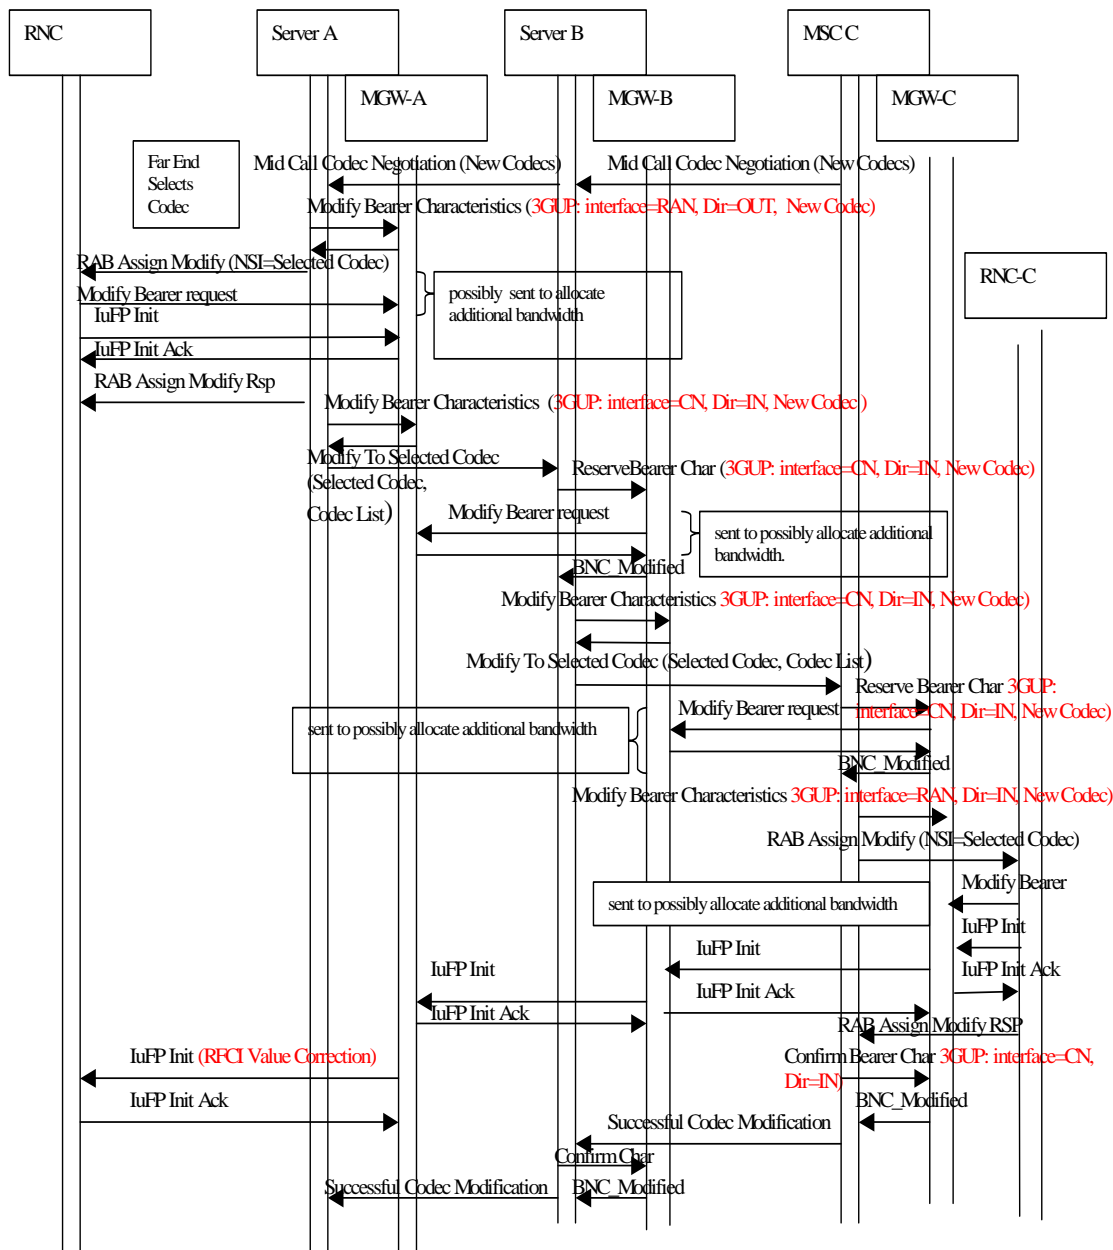 RNC
Server A
Server B
MSC C
MGW-A
MGW-B
MGW-C
Far End
Selects
Codec
Mid Call Codec Negotiation (New Codecs)
Mid Call Codec Negotiation (New Codecs)
Modify Bearer Characteristics (3GUP: interface=RAN, Dir=OUT, New Codec)
RAB Assign Modify (NSI=Selected Codec)
RNC-C
Modify Bearer request
possibly sent to allocate
additional bandwidth
IuFP Init
IuFP Init Ack
RAB Assign Modify Rsp
Modify Bearer Characteristics (3GUP: interface=CN, Dir=IN, New Codec )
Modify To Selected Codec
(Selected Codec,
Codec List)
ReserveBearer Char (3GUP: interface=CN, Dir=IN, New Codec)
Modify Bearer request
sent to possibly allocate additional
bandwidth.
BNC_Modified
Modify Bearer Characteristics 3GUP: interface=CN, Dir=IN, New Codec)
Modify To Selected Codec (Selected Codec, Codec List)
Reserve Bearer Char 3GUP:
interface=CN, Dir=IN, New Codec)
Modify Bearer request
sent to possibly allocate additional bandwidth
BNC_Modified
Modify Bearer Characteristics 3GUP: interface=RAN, Dir=IN, New Codec)
RAB Assign Modify (NSI=Selected Codec)
Modify Bearer
sent to possibly allocate additional bandwidth
IuFP Init
IuFP Init
IuFP Init
IuFP Init Ack
IuFP Init Ack
IuFP Init Ack
RAB Assign Modify RSP
IuFP Init (RFCI Value Correction)
Confirm Bearer Char 3GUP: interface=CN,
Dir=IN)
IuFP Init Ack
BNC_Modified
Successful Codec Modification
Confirm Char
Successful Codec Modification
BNC_Modified